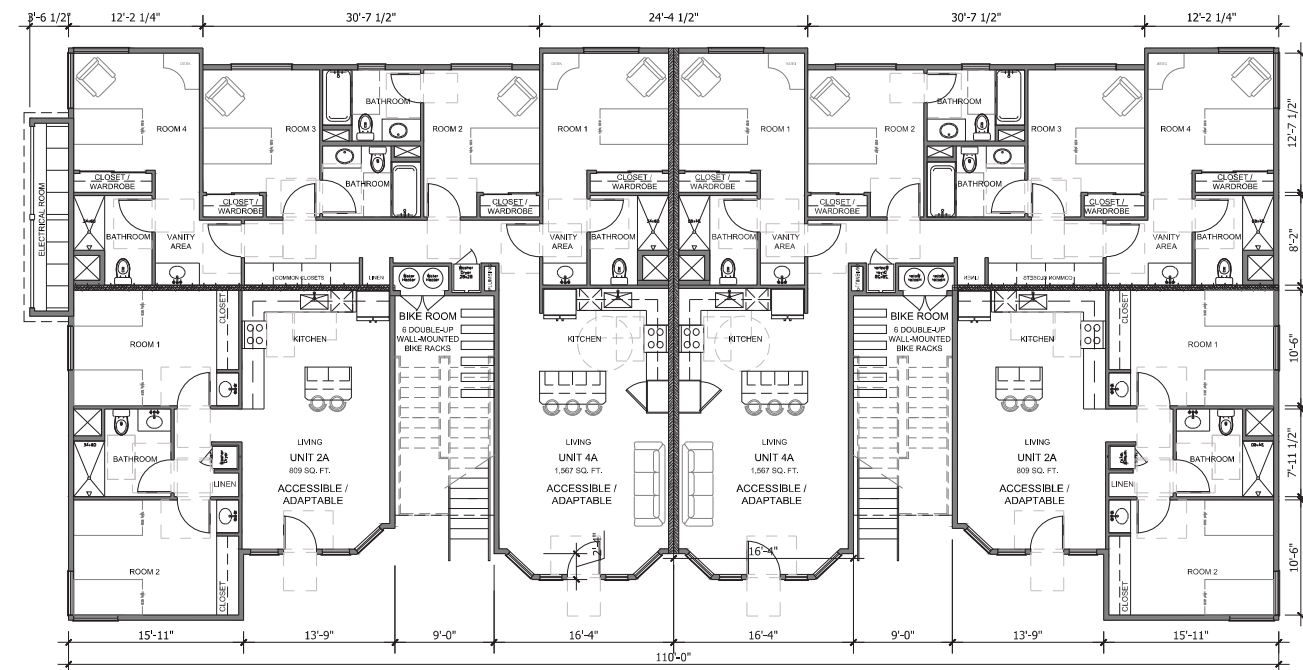 3'-6 1/2"
12'-2 1/4"
30'-7 1/2"
24'-4 1/2"
30'-7 1/2"
12'-2 1/4"
ROOM 4
ROOM 3
BATHROOM
ROOM 2
ROOM 1
ROOM 1
ROOM 2
BATHROOM
ROOM 3
ROOM 4
12'-7 1/2"
CLOSET /
WARDROBE
CLOSET /
WARDROBE
BATHROOM
CLOSET /
WARDROBE
CLOSET /
WARDROBE
CLOSET /
WARDROBE
CLOSET /
WARDROBE
BATHROOM
CLOSET /
WARDROBE
CLOSET /
WARDROBE
ELECTRICAL ROOM
BATHROOM
VANITY
AREA
VANITY
AREA
BATHROOM
BATHROOM
VANITY
AREA
VANITY
AREA
BATHROOM
8'-2"
COMMON CLOSETS
LINEN
LINEN
COMMON CLOSETS
ROOM 1
CLOSET
KITCHEN
BIKE ROOM
6 DOUBLE-UP
WALL-MOUNTED
BIKE RACKS
KITCHEN
KITCHEN
BIKE ROOM
6 DOUBLE-UP
WALL-MOUNTED
BIKE RACKS
KITCHEN
CLOSET
ROOM 1
10'-6"
BATHROOM
LINEN
LIVING
UNIT 2A
809 SQ. FT.
ACCESSIBLE /
ADAPTABLE
LIVING
UNIT 4A
1,567 SQ. FT.
ACCESSIBLE /
ADAPTABLE
LIVING
UNIT 4A
1,567 SQ. FT.
ACCESSIBLE /
ADAPTABLE
LIVING
UNIT 2A
809 SQ. FT.
ACCESSIBLE /
ADAPTABLE
LINEN
BATHROOM
7'-11 1/2"
ROOM 2
CLOSET
2'-4"
16'-4"
CLOSET
ROOM 2
10'-6"
15'-11"
13'-9"
9'-0"
16'-4"
16'-4"
9'-0"
13'-9"
15'-11"
110'-0"